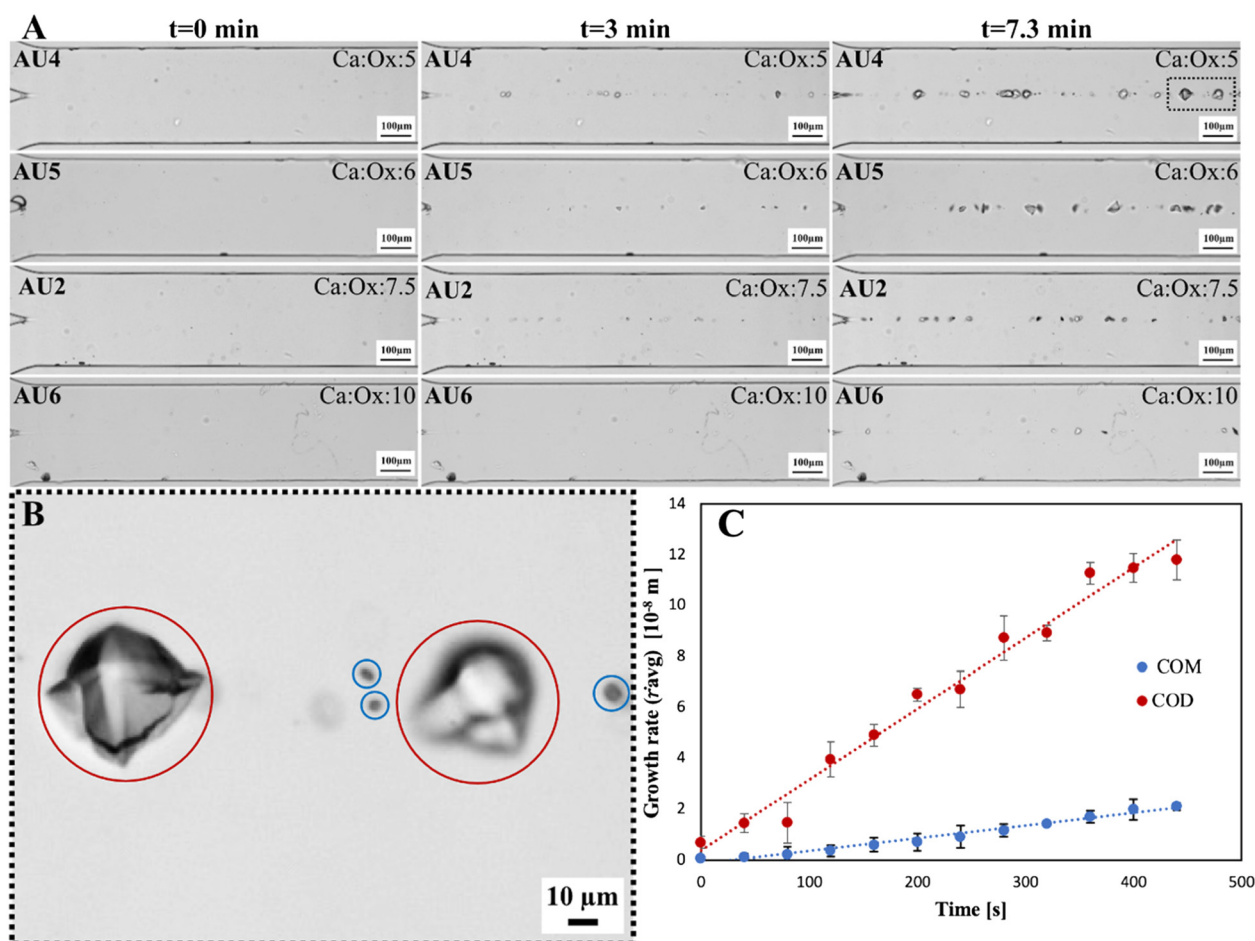 A
t=0 min
t=3 min
t=7.3 min
AU4 Ca:Ox:5
100µm
AU4 Ca:Ox:5
100µm
AU4 Ca:Ox:5
100µm
AU5 Ca:Ox:6
100µm
AU5 Ca:Ox:6
100µm
AU5 Ca:Ox:6
100µm
AU2 Ca:Ox:7.5
100µm
AU2 Ca:Ox:7.5
100µm
AU2 Ca:Ox:7.5
100µm
AU6 Ca:Ox:10
100µm
AU6 Ca:Ox:10
100µm
AU6 Ca:Ox:10
100µm
B
10 µm
C
Growth rate (ṙavg) [10⁻⁸ m]
14
12
10
8
6
4
2
0
COM
COD
0 100 200 300 400 500
Time [s]